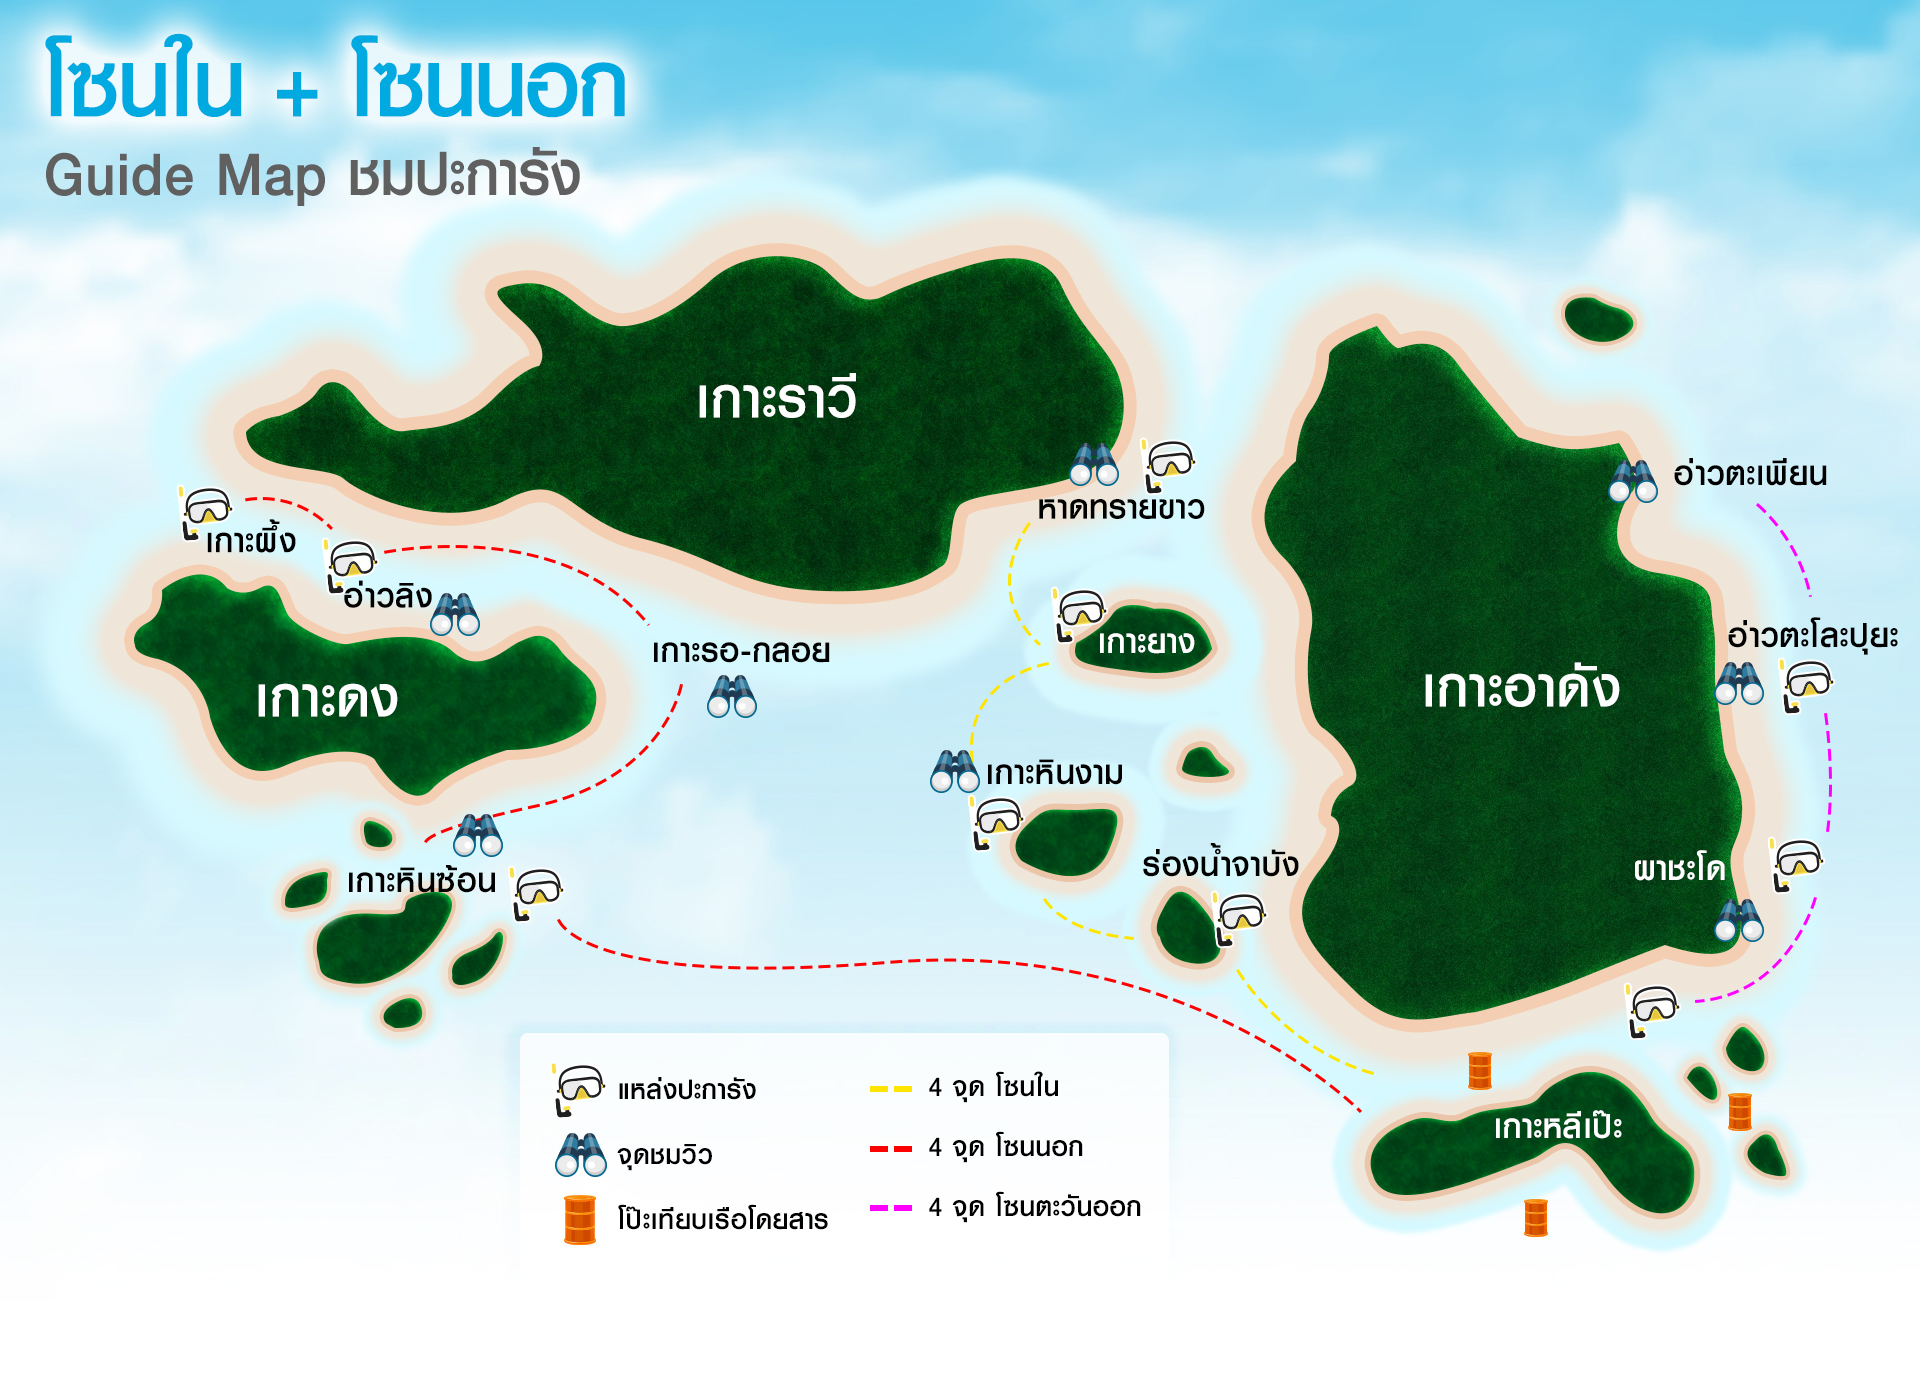 โซนใน + โซนนอก
Guide Map ชมปะการัง
เกาะราวี
หาดทรายขาว
อ่าวตะเพียน
เกาะผึ้ง
อ่าวลิง
เกาะรอ-กลอย
เกาะยาง
อ่าวตะโละปุยะ
เกาะดง
เกาะอาดัง
เกาะหินงาม
ร่องน้ำจาบัง
ผาชะโด
เกาะหินซ้อน
เกาะหลีเป๊ะ
แหล่งปะการัง
จุดชมวิว
โป๊ะเทียบเรือโดยสาร
4 จุด โซนใน
4 จุด โซนนอก
4 จุด โซนตะวันออก